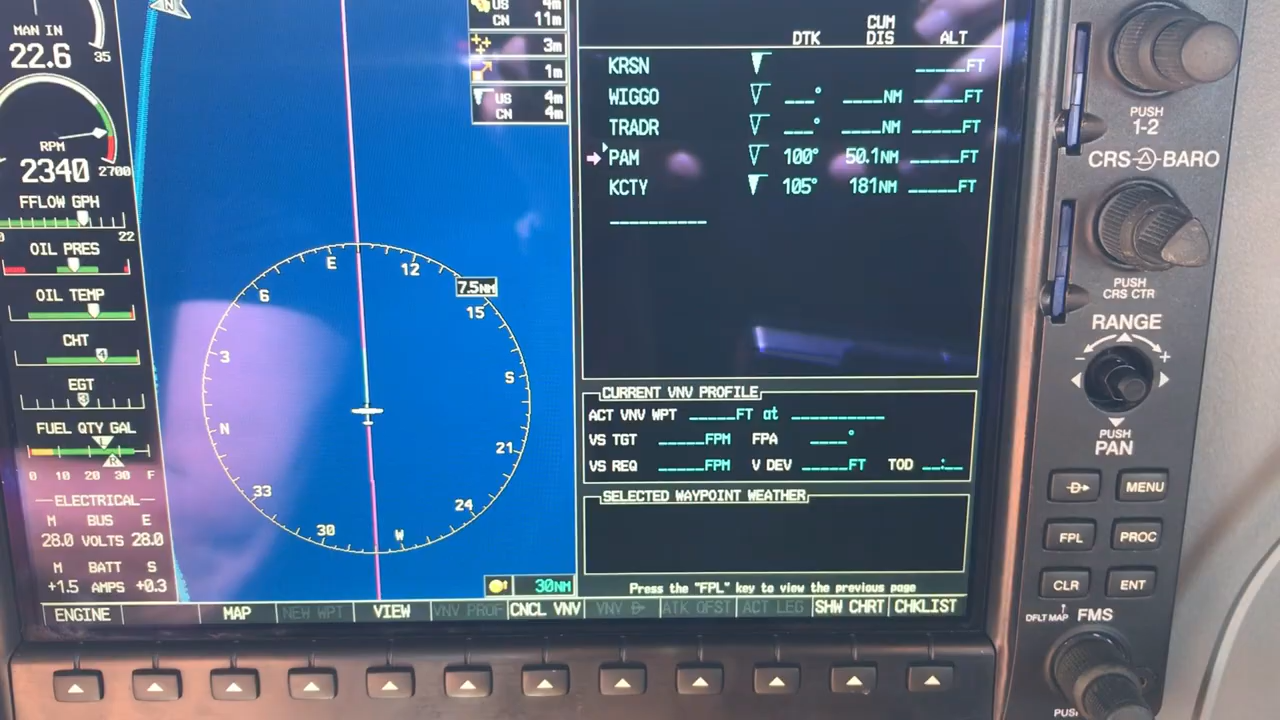 MAN IN
22.6
35
RPM
2340
2700
FFLOW GPH
0 22
OIL PRES
OIL TEMP
CHT
4
EGT
3
FUEL QTY GAL
L
R
0 10 20 30 F
ELECTRICAL
M BUS E
28.0 VOLTS 28.0
M BATT S
+1.5 AMPS +0.3
N
US 4m
CN 11m
3m
1m
US 4m
CN 4m
E
12
7.5NM
15
S
21
24
W
30
33
N
3
6
30NM
DTK CUM DIS ALT
KRSN _____FT
WIGGO ___° ____NM _____FT
TRADR ___° ____NM _____FT
PAM 100° 50.1NM _____FT
KCTY 105° 181NM _____FT
__________
CURRENT VNV PROFILE
ACT VNV WPT _____FT at __________
VS TGT _____FPM FPA ____°
VS REQ _____FPM V DEV _____FT TOD __:__
SELECTED WAYPOINT WEATHER
Press the "FPL" key to view the previous page
ENGINE MAP NEW WPT VIEW VNV PROF CNCL VNV VNV D ATK OFST ACT LEG SHW CHRT CHKLIST
PUSH
1-2
CRS BARO
PUSH
CRS CTR
RANGE
- +
PUSH
PAN
D MENU
FPL PROC
CLR ENT
DFLT MAP FMS